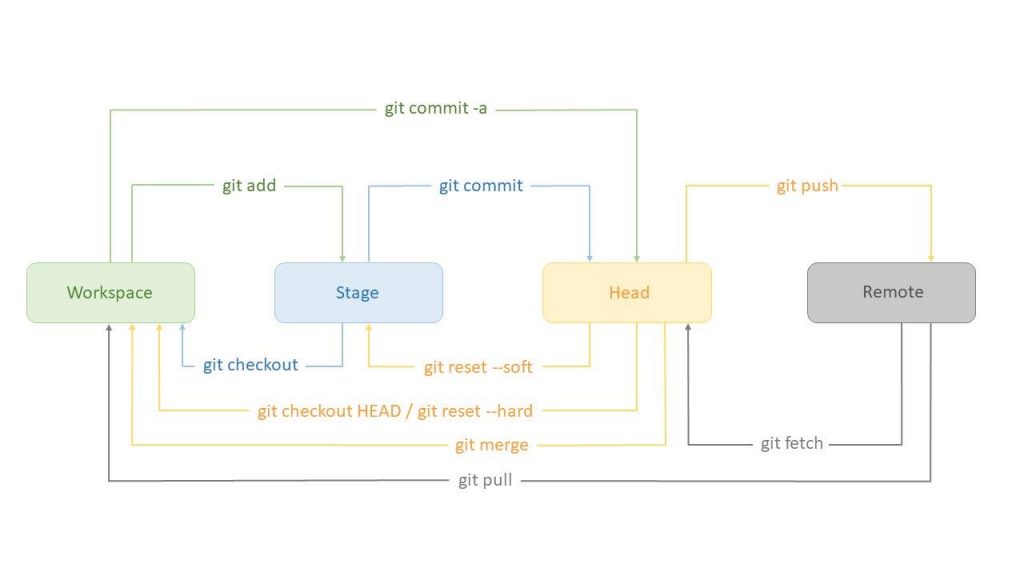 git commit -a
git add
git commit
git push
Workspace
Stage
Head
Remote
git checkout
git reset --soft
git checkout HEAD / git reset --hard
git merge
git fetch
git pull